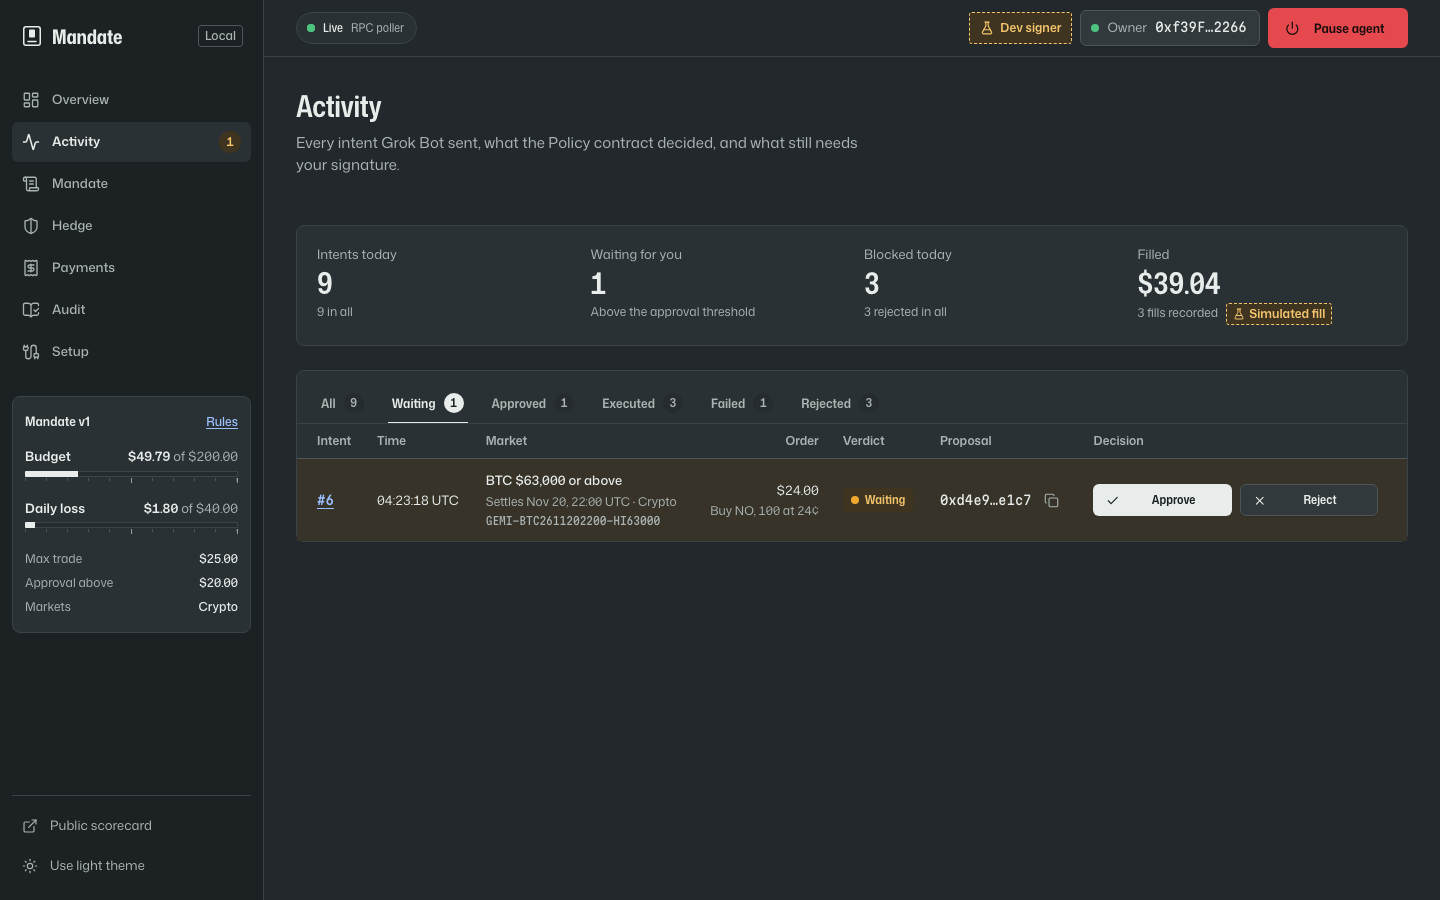 Mandate
Local
Overview
Activity 1
Mandate
Hedge
Payments
Audit
Setup
Mandate v1 Rules
Budget $49.79 of $200.00
Daily loss $1.80 of $40.00
Max trade $25.00
Approval above $20.00
Markets Crypto
Public scorecard
Use light theme
Live RPC poller
Dev signer
Owner 0xf39F…2266
Pause agent
Activity
Every intent Grok Bot sent, what the Policy contract decided, and what still needs
your signature.
Intents today
9
9 in all
Waiting for you
1
Above the approval threshold
Blocked today
3
3 rejected in all
Filled
$39.04
3 fills recorded Simulated fill
All 9 Waiting 1 Approved 1 Executed 3 Failed 1 Rejected 3
Intent Time Market Order Verdict Proposal Decision
#6
04:23:18 UTC
BTC $63,000 or above
Settles Nov 20, 22:00 UTC · Crypto
GEMI-BTC2611202200-HI63000
$24.00
Buy NO, 100 at 24¢
Waiting
0xd4e9…e1c7
Approve
Reject